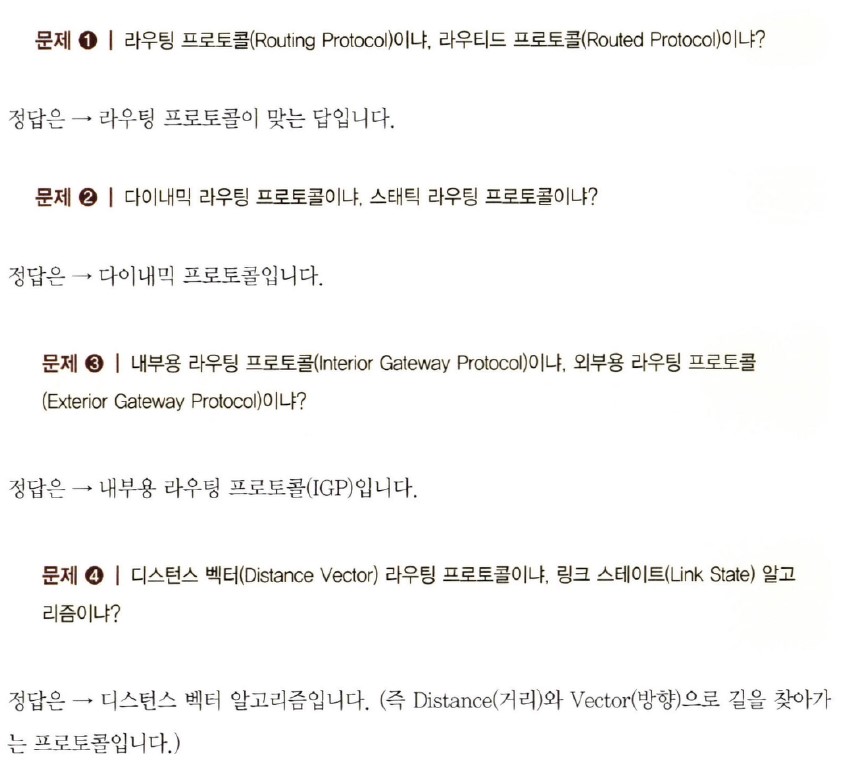 문제 ❶ | 라우팅 프로토콜(Routing Protocol)이냐, 라우티드 프로토콜(Routed Protocol)이냐?
정답은 → 라우팅 프로토콜이 맞는 답입니다.
문제 ❷ | 다이내믹 라우팅 프로토콜이냐, 스태틱 라우팅 프로토콜이냐?
정답은 → 다이내믹 프로토콜입니다.
문제 ❸ | 내부용 라우팅 프로토콜(Interior Gateway Protocol)이냐, 외부용 라우팅 프로토콜
(Exterior Gateway Protocol)이냐?
정답은 → 내부용 라우팅 프로토콜(IGP)입니다.
문제 ❹ | 디스턴스 벡터(Distance Vector) 라우팅 프로토콜이냐, 링크 스테이트(Link State) 알고
리즘이냐?
정답은 → 디스턴스 벡터 알고리즘입니다. (즉 Distance(거리)와 Vector(방향)으로 길을 찾아가
는 프로토콜입니다.)